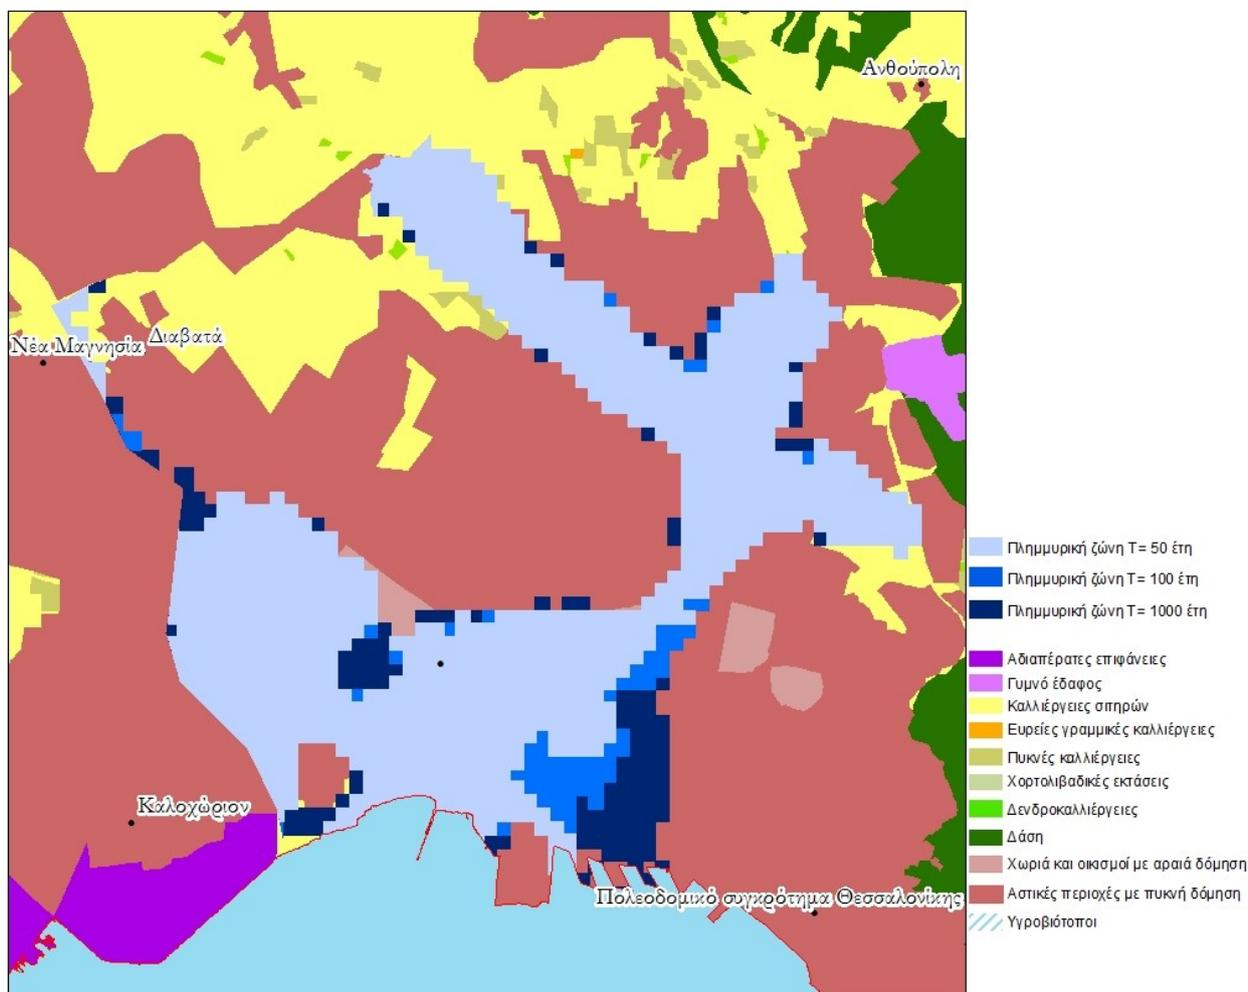 Ανθούπολη
Νέα Μαγνησία
Διαβατά
Καλοχώριον
Πολεοδομικό συγκρότημα Θεσσαλονίκης
Πλημμυρική ζώνη T= 50 έτη
Πλημμυρική ζώνη T= 100 έτη
Πλημμυρική ζώνη T= 1000 έτη
Αδιαπέρατες επιφάνειες
Γυμνό έδαφος
Καλλιέργειες σιτηρών
Ευρείες γραμμικές καλλιέργειες
Πυκνές καλλιέργειες
Χορτολιβαδικές εκτάσεις
Δενδροκαλλιέργειες
Δάση
Χωριά και οικισμοί με αραιά δόμηση
Αστικές περιοχές με πυκνή δόμηση
Υγροβιότοποι